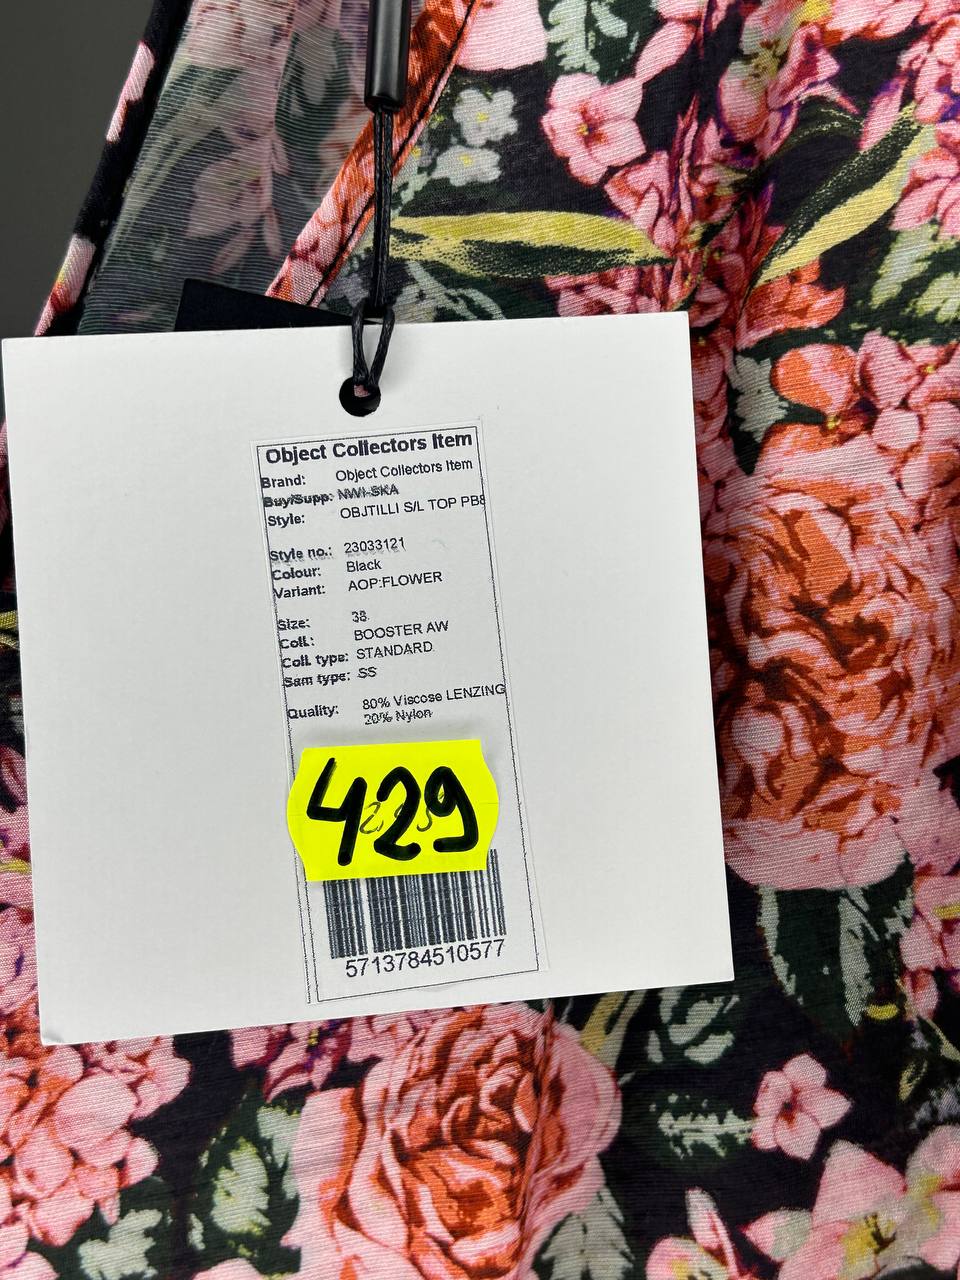 Object Collectors Item
Brand: Object Collectors Item
Buy/Supp: NWI-SKA
Style: OBJTILLI S/L TOP PB8
Style no.: 23033121
Colour: Black
Variant: AOP:FLOWER
Size: 38
Coll.: BOOSTER AW
Coll. type: STANDARD
Sam type: SS
Quality: 80% Viscose LENZING
20% Nylon
429
5713784510577